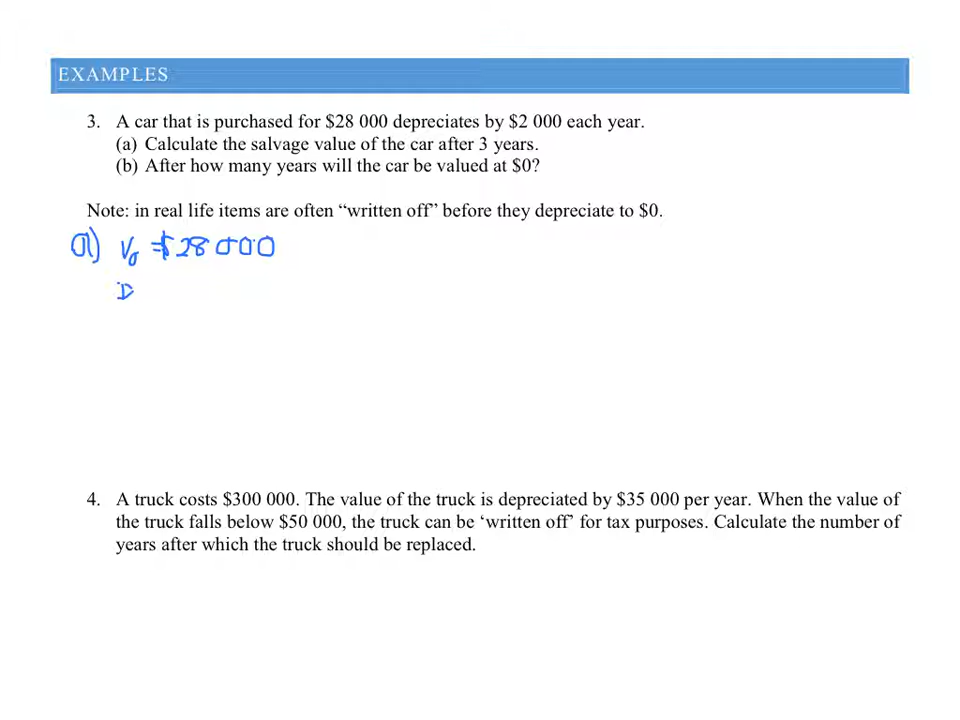 EXAMPLES
3. A car that is purchased for $28 000 depreciates by $2 000 each year.
(a) Calculate the salvage value of the car after 3 years.
(b) After how many years will the car be valued at $0?
Note: in real life items are often “written off” before they depreciate to $0.
a) V₀ = $28 000
D
4. A truck costs $300 000. The value of the truck is depreciated by $35 000 per year. When the value of
the truck falls below $50 000, the truck can be ‘written off’ for tax purposes. Calculate the number of
years after which the truck should be replaced.